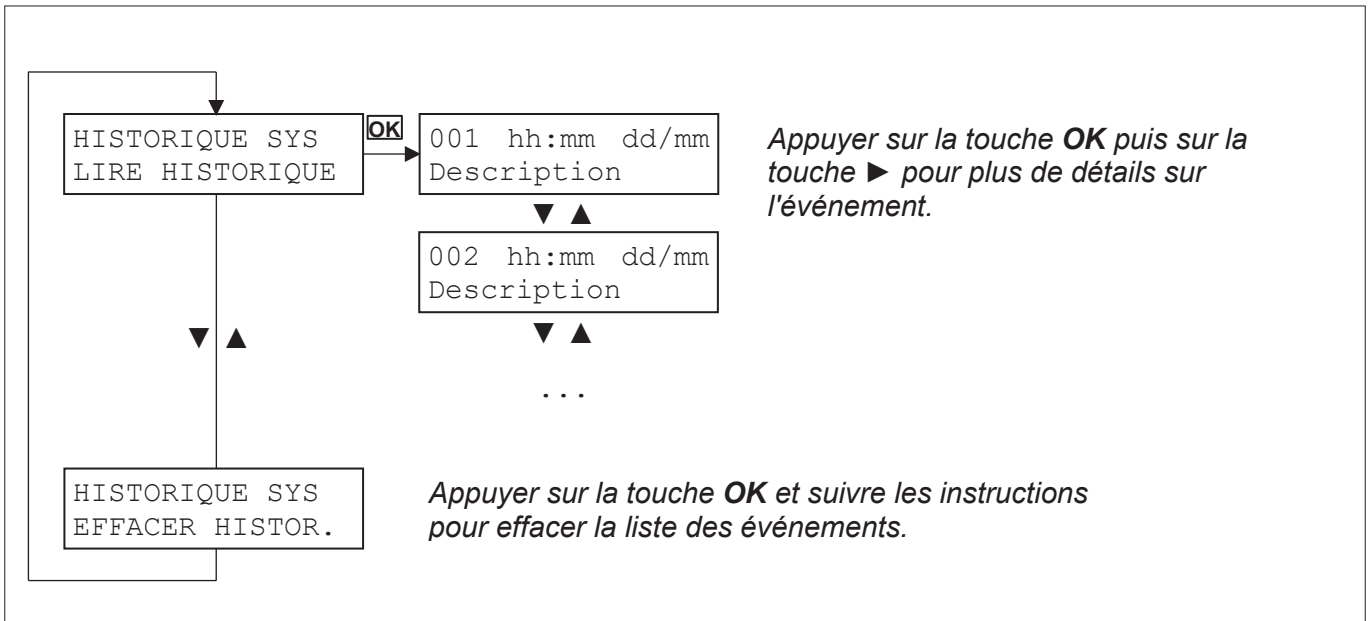 HISTORIQUE SYS
LIRE HISTORIQUE
OK
001 hh:mm dd/mm
Description
▼ ▲
002 hh:mm dd/mm
Description
▼ ▲
...
Appuyer sur la touche OK puis sur la
touche ► pour plus de détails sur
l'événement.
▼ ▲
HISTORIQUE SYS
EFFACER HISTOR.
Appuyer sur la touche OK et suivre les instructions
pour effacer la liste des événements.